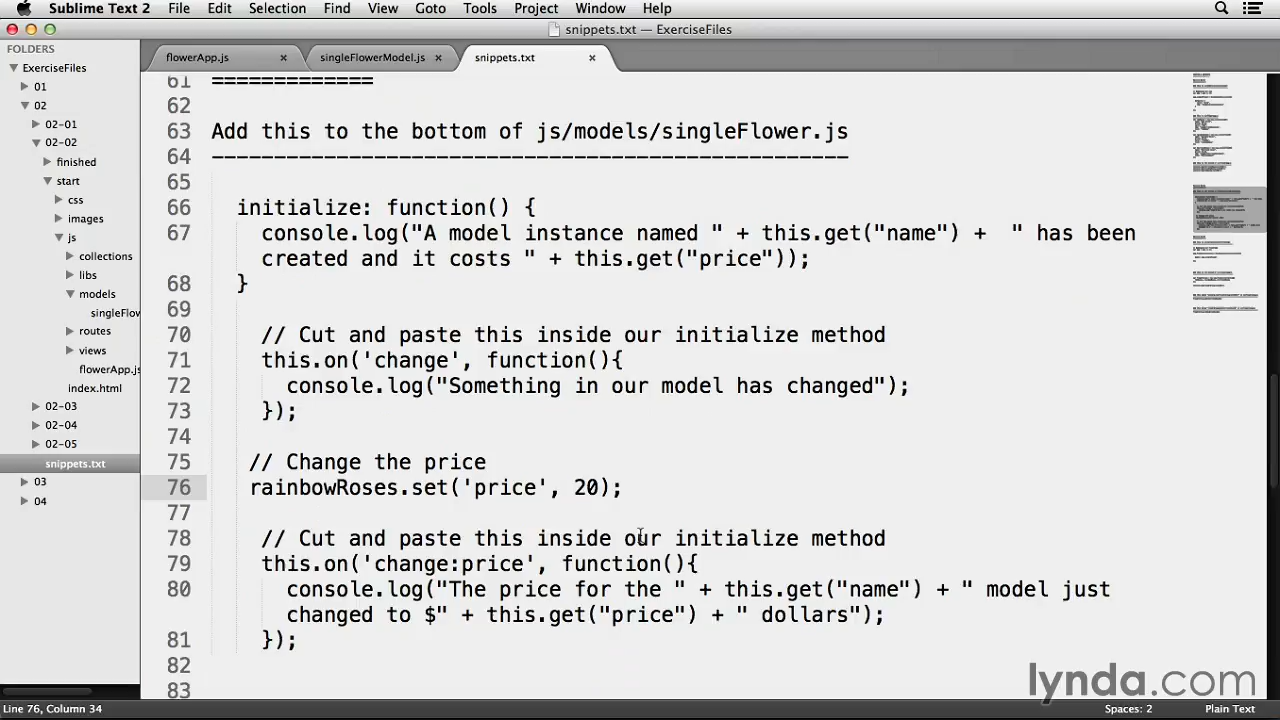 Sublime Text 2 File Edit Selection Find View Goto Tools Project Window Help
snippets.txt — ExerciseFiles
FOLDERS
ExerciseFiles
01
02
02-01
02-02
finished
start
css
images
js
collections
libs
models
singleFlow
routes
views
flowerApp.js
index.html
02-03
02-04
02-05
snippets.txt
03
04
flowerApp.js × singleFlowerModel.js × snippets.txt ×
61 =============
62
63 Add this to the bottom of js/models/singleFlower.js
64 ---------------------------------------------------
65
66 initialize: function() {
67 console.log("A model instance named " + this.get("name") + " has been
created and it costs " + this.get("price"));
68 }
69
70 // Cut and paste this inside our initialize method
71 this.on('change', function(){
72 console.log("Something in our model has changed");
73 });
74
75 // Change the price
76 rainbowRoses.set('price', 20);
77
78 // Cut and paste this inside our initialize method
79 this.on('change:price', function(){
80 console.log("The price for the " + this.get("name") + " model just
changed to $" + this.get("price") + " dollars");
81 });
82
83
lynda.com
Line 76, Column 34
Spaces: 2 Plain Text